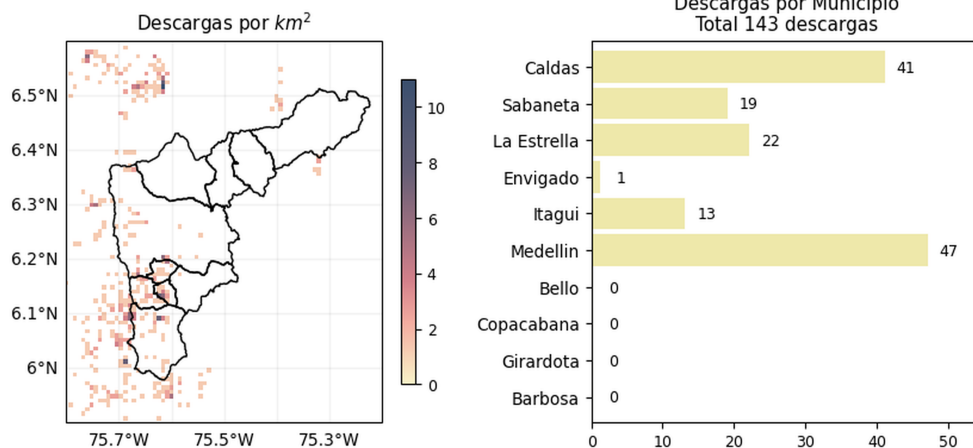 Descargas por km²
6.5°N
6.4°N
6.3°N
6.2°N
6.1°N
6°N
75.7°W
75.5°W
75.3°W
10
8
6
4
2
0
Descargas por Municipio
Total 143 descargas
Caldas 41
Sabaneta 19
La Estrella 22
Envigado 1
Itagui 13
Medellin 47
Bello 0
Copacabana 0
Girardota 0
Barbosa 0
0 10 20 30 40 50